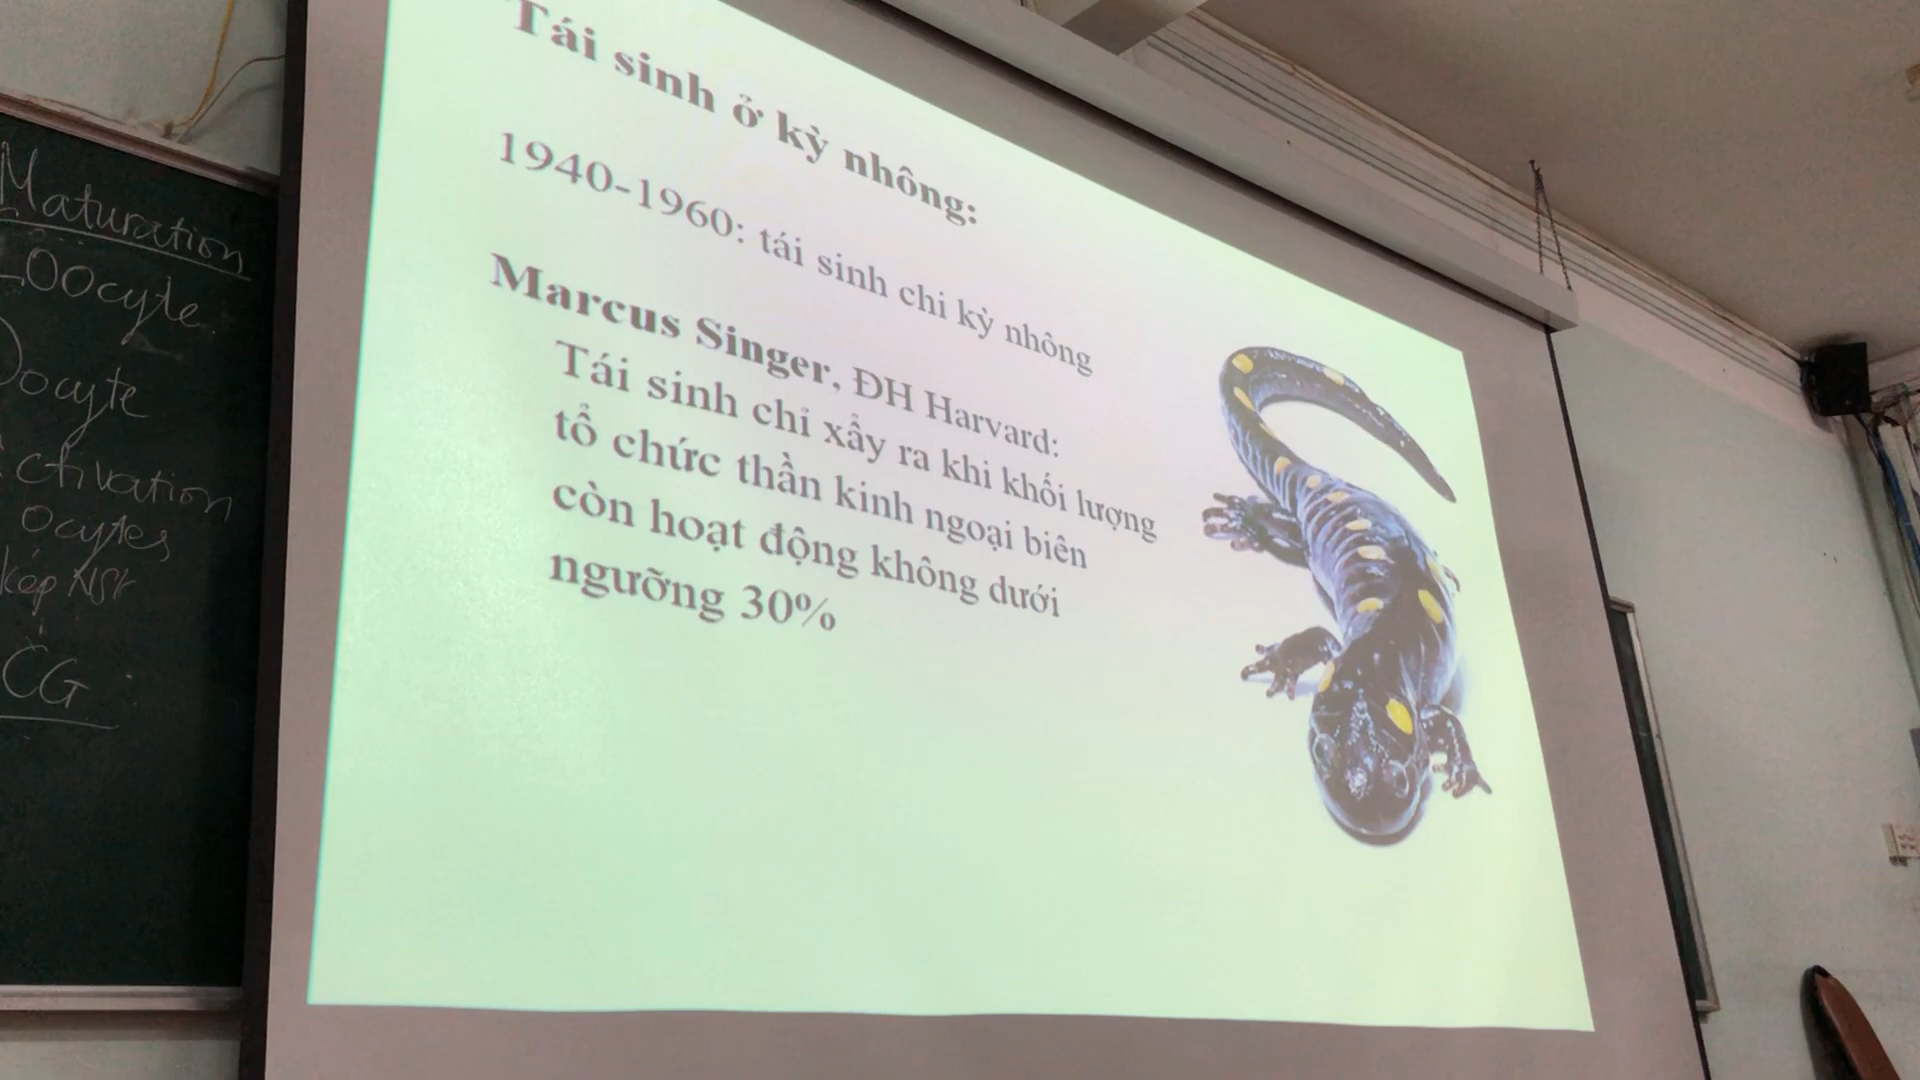 Maturation
Oocyte
Oocyte
ctivation
oocytes
kép NST
CG
Tái sinh ở kỳ nhông:
1940-1960: tái sinh chi kỳ nhông
Marcus Singer, ĐH Harvard:
Tái sinh chỉ xẩy ra khi khối lượng
tổ chức thần kinh ngoại biên
còn hoạt động không dưới
ngưỡng 30%